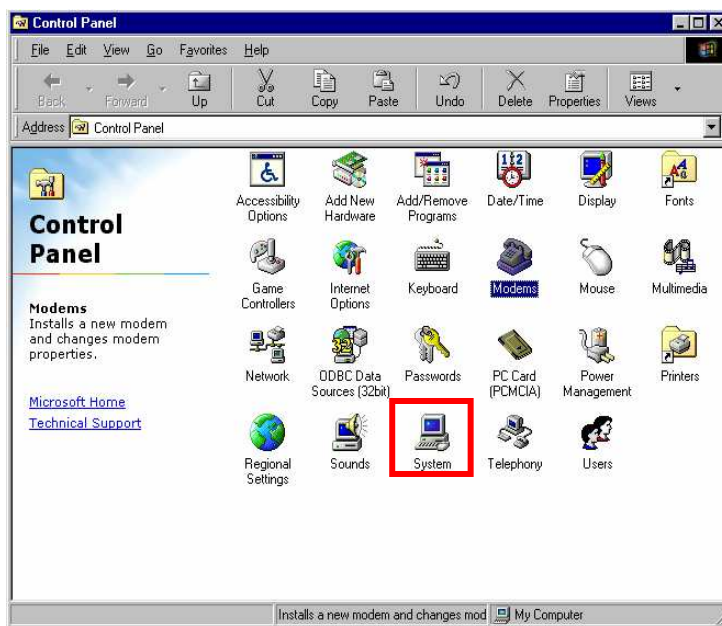 Control Panel
File Edit View Go Favorites Help
Back Forward Up Cut Copy Paste Undo Delete Properties Views
Address Control Panel
Control
Panel
Modems
Installs a new modem
and changes modem
properties.
Microsoft Home
Technical Support
Accessibility
Options
Add New
Hardware
Add/Remove
Programs
Date/Time
Display
Fonts
Game
Controllers
Internet
Options
Keyboard
Modems
Mouse
Multimedia
Network
ODBC Data
Sources (32bit)
Passwords
PC Card
(PCMCIA)
Power
Management
Printers
Regional
Settings
Sounds
System
Telephony
Users
Installs a new modem and changes mod My Computer